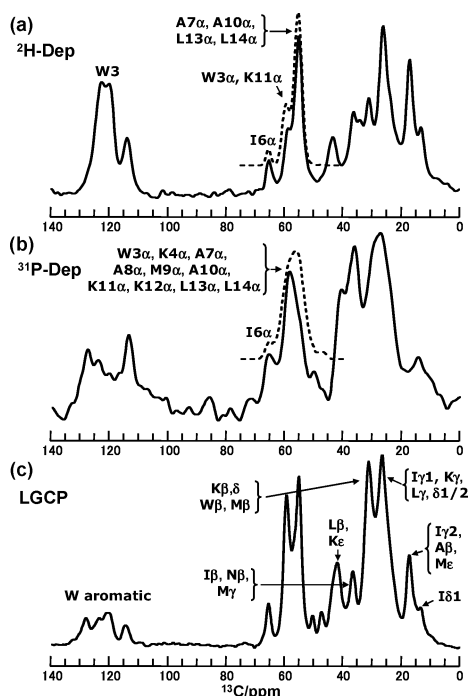 (a)
²H-Dep
A7α, A10α,
L13α, L14α
W3
W3α, K11α
I6α
140 120 100 80 60 40 20 0
(b)
³¹P-Dep
W3α, K4α, A7α,
A8α, M9α, A10α,
K11α, K12α, L13α, L14α
I6α
140 120 100 80 60 40 20 0
(c)
LGCP
Kβ,δ
Wβ, Mβ
Iγ1, Kγ,
Lγ, δ1/2
Lβ,
Kε
Iγ2,
Aβ,
Mε
Iβ, Nβ,
Mγ
W aromatic
Iδ1
140 120 100 80 60 40 20 0
¹³C/ppm